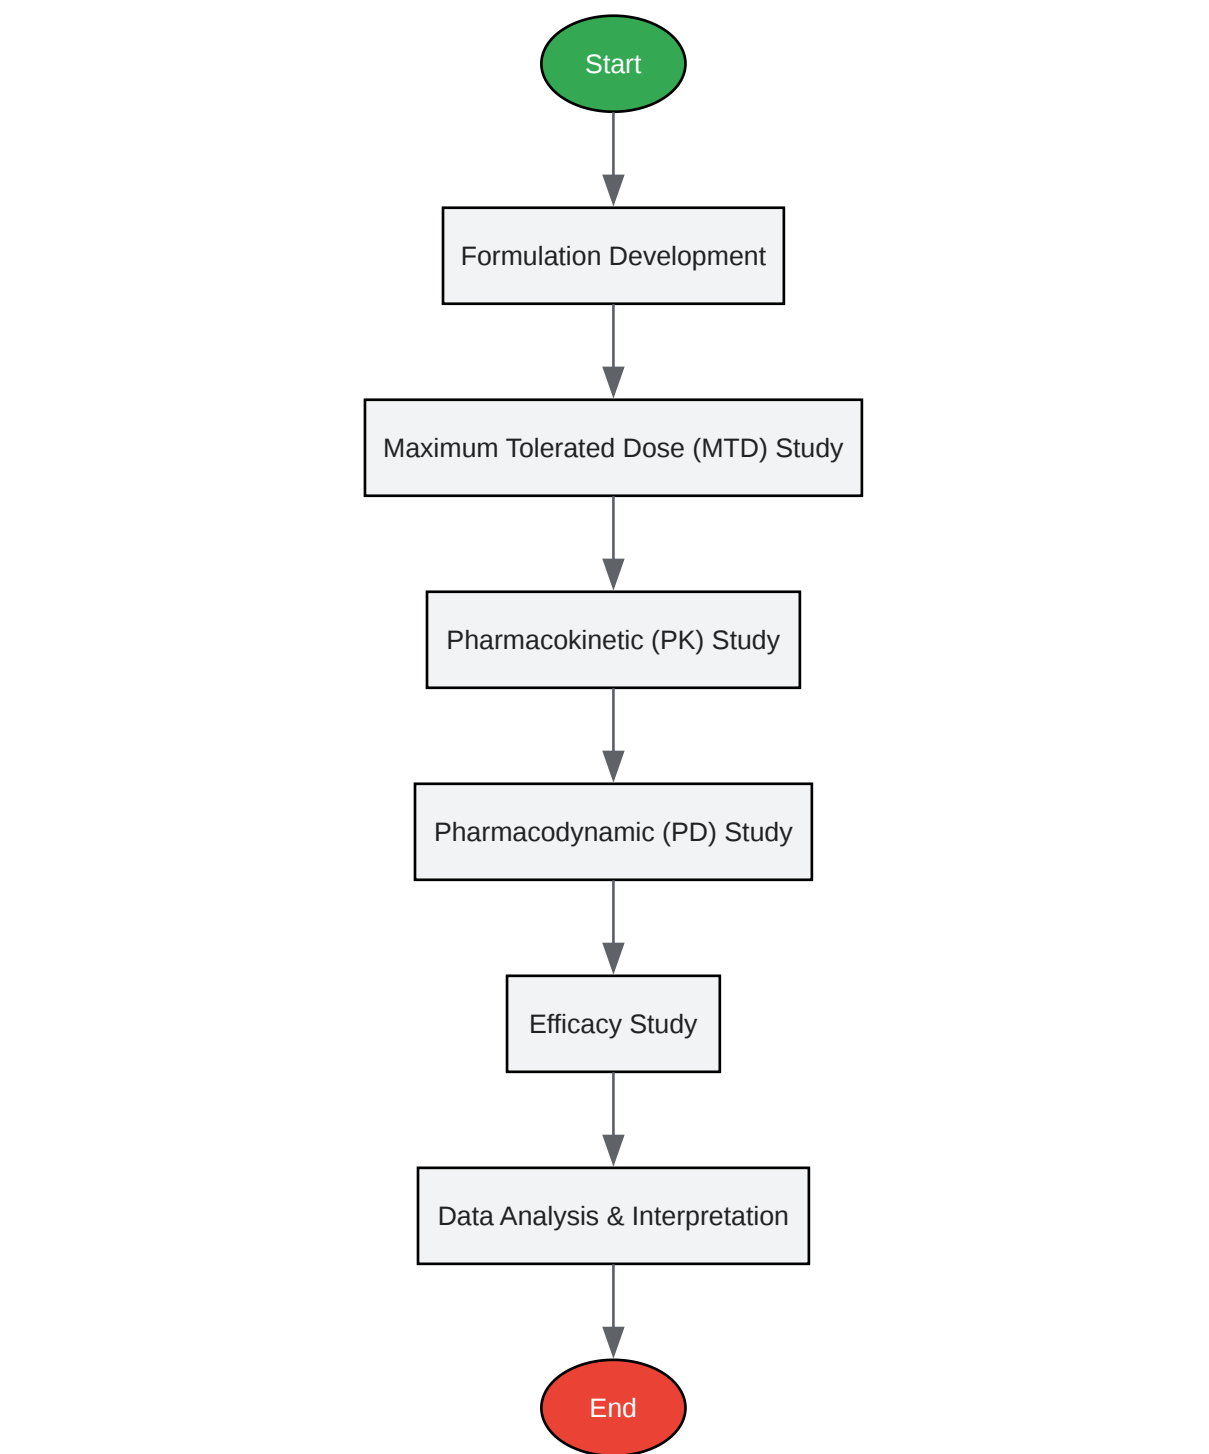 Start
Formulation Development
Maximum Tolerated Dose (MTD) Study
Pharmacokinetic (PK) Study
Pharmacodynamic (PD) Study
Efficacy Study
Data Analysis & Interpretation
End